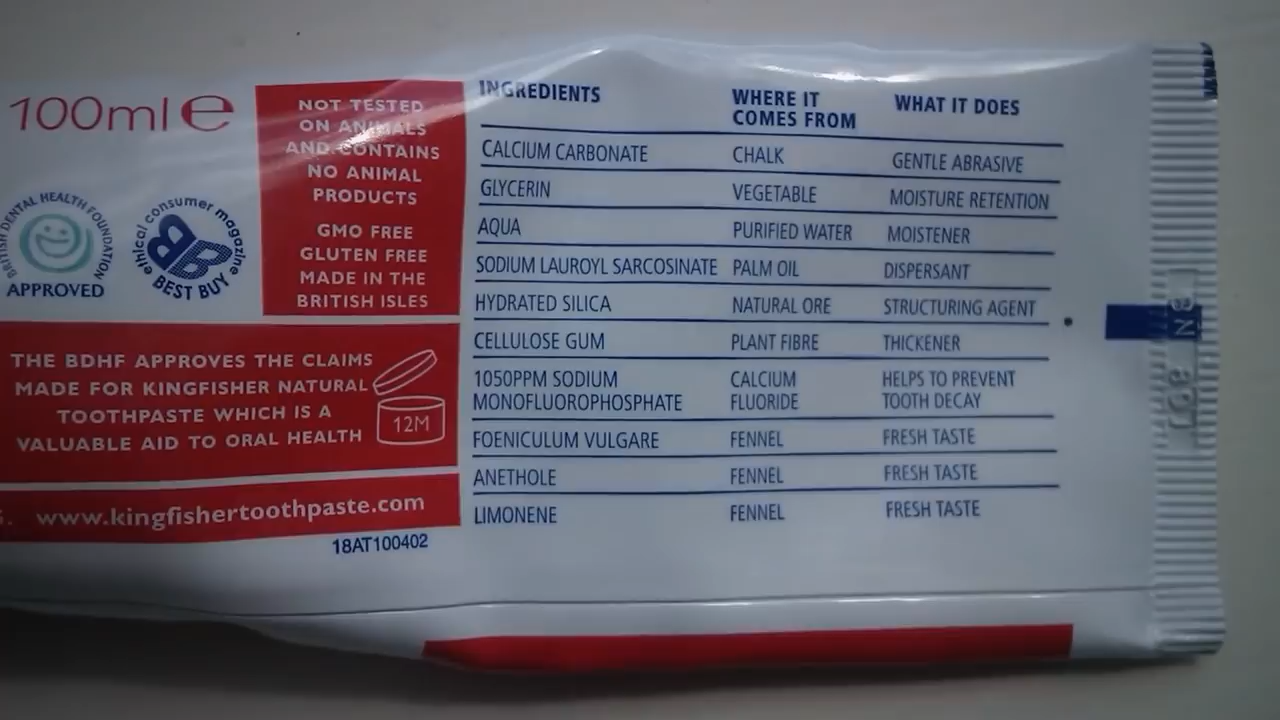 100ml e
BRITISH DENTAL HEALTH FOUNDATION
APPROVED
ethical consumer magazine
BEST BUY
NOT TESTED
ON ANIMALS
AND CONTAINS
NO ANIMAL
PRODUCTS
GMO FREE
GLUTEN FREE
MADE IN THE
BRITISH ISLES
THE BDHF APPROVES THE CLAIMS
MADE FOR KINGFISHER NATURAL
TOOTHPASTE WHICH IS A
VALUABLE AID TO ORAL HEALTH
12M
www.kingfishertoothpaste.com
18AT100402
INGREDIENTS WHERE IT COMES FROM WHAT IT DOES
CALCIUM CARBONATE CHALK GENTLE ABRASIVE
GLYCERIN VEGETABLE MOISTURE RETENTION
AQUA PURIFIED WATER MOISTENER
SODIUM LAUROYL SARCOSINATE PALM OIL DISPERSANT
HYDRATED SILICA NATURAL ORE STRUCTURING AGENT
CELLULOSE GUM PLANT FIBRE THICKENER
1050PPM SODIUM CALCIUM HELPS TO PREVENT
MONOFLUOROPHOSPHATE FLUORIDE TOOTH DECAY
FOENICULUM VULGARE FENNEL FRESH TASTE
ANETHOLE FENNEL FRESH TASTE
LIMONENE FENNEL FRESH TASTE